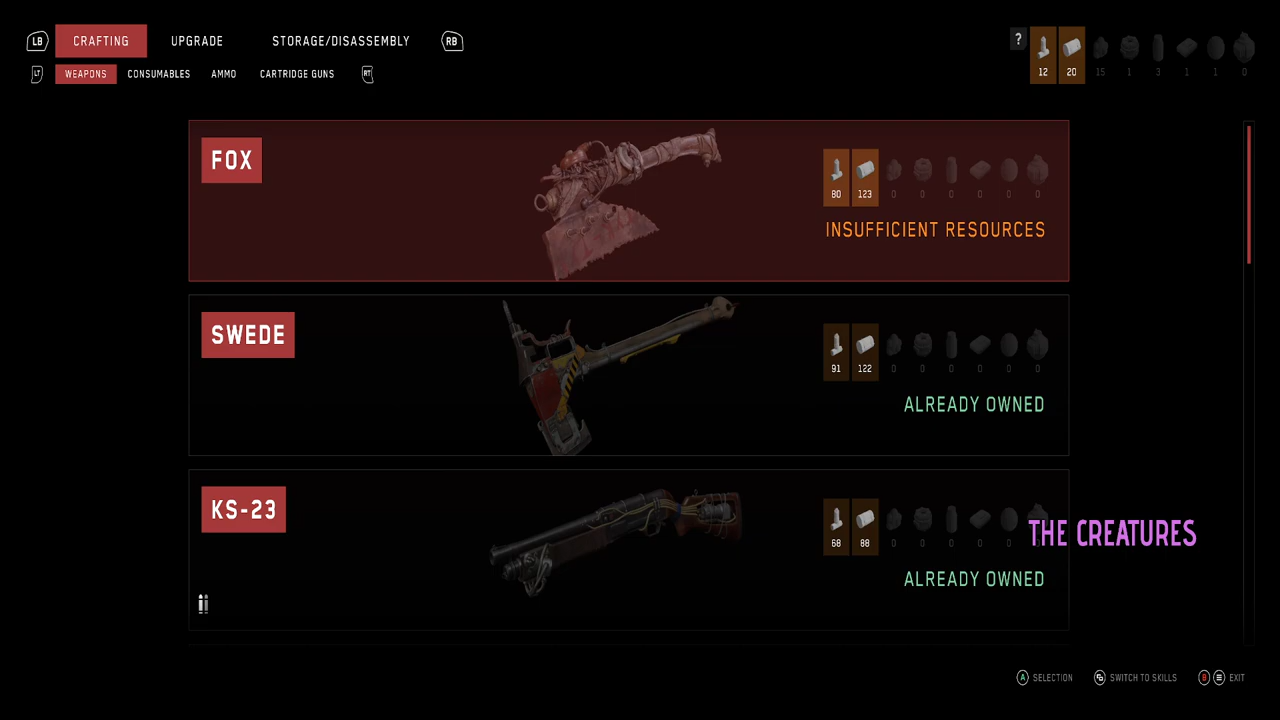 LB CRAFTING UPGRADE STORAGE/DISASSEMBLY RB
LT WEAPONS CONSUMABLES AMMO CARTRIDGE GUNS RT
?
12 20 15 1 3 1 1 0
FOX
80 123 0 0 0 0 0 0
INSUFFICIENT RESOURCES
SWEDE
91 122 0 0 0 0 0 0
ALREADY OWNED
KS-23
68 88 0 0 0 0 0 0
THE CREATURES
ALREADY OWNED
A SELECTION SWITCH TO SKILLS B EXIT